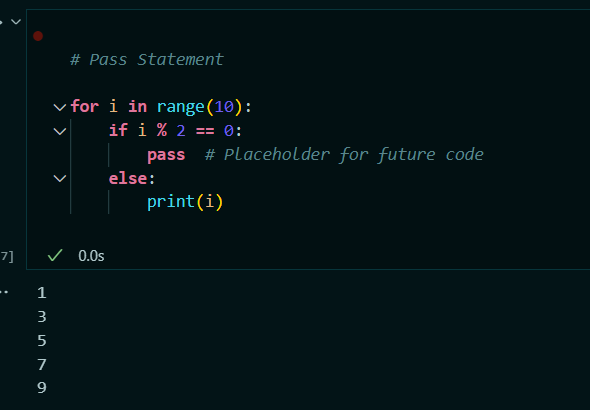 # Pass Statement
for i in range(10):
    if i % 2 == 0:
        pass  # Placeholder for future code
    else:
        print(i)
7]
0.0s
1
3
5
7
9